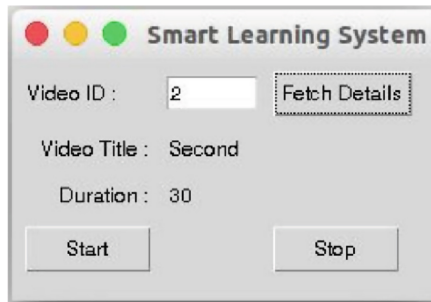 Smart Learning System
Video ID : 2 Fetch Details
Video Title : Second
Duration : 30
Start Stop